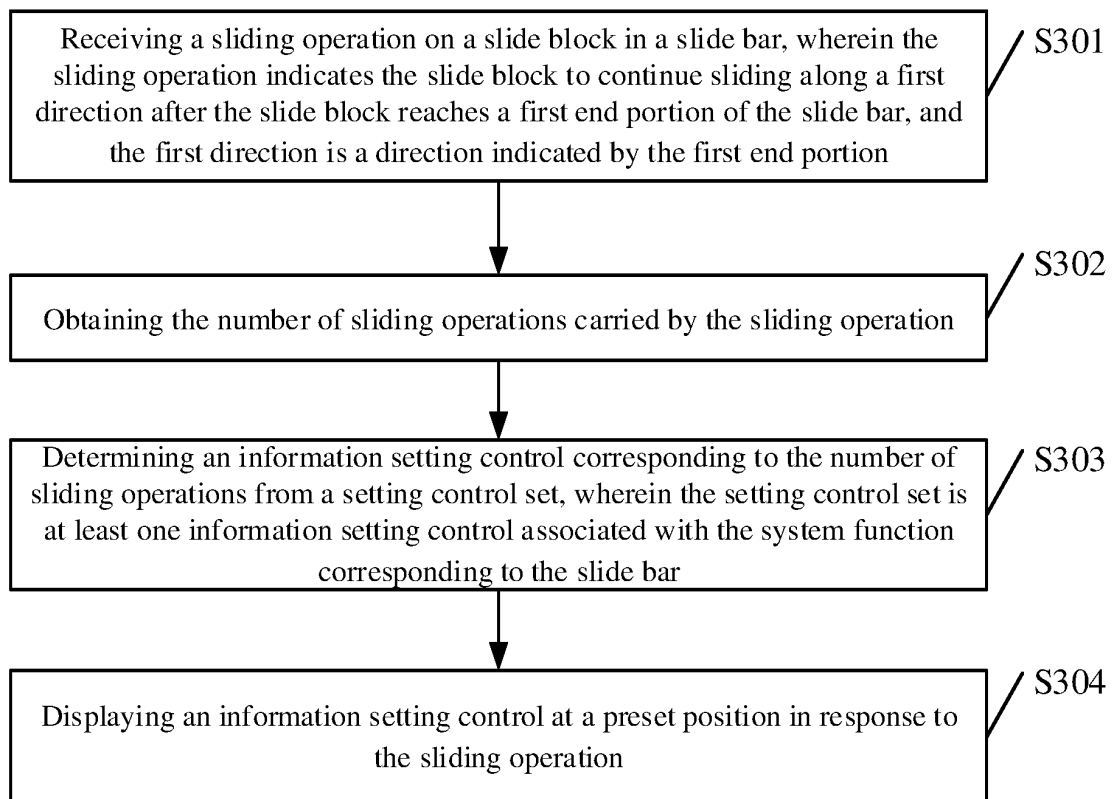 Receiving a sliding operation on a slide block in a slide bar, wherein the
sliding operation indicates the slide block to continue sliding along a first
direction after the slide block reaches a first end portion of the slide bar, and
the first direction is a direction indicated by the first end portion
S301
S302
Obtaining the number of sliding operations carried by the sliding operation
S303
Determining an information setting control corresponding to the number of
sliding operations from a setting control set, wherein the setting control set is
at least one information setting control associated with the system function
corresponding to the slide bar
S304
Displaying an information setting control at a preset position in response to
the sliding operation